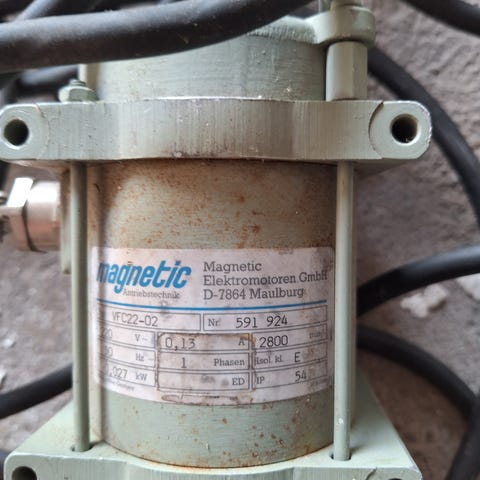 magnetic
Antriebstechnik
Magnetic
Elektromotoren GmbH
D-7864 Maulburg
VFC22-02 Nr. 591 924
V~ 0,13 A 2800
Hz 1 Phasen Isol. kl. E
kW ED IP 54